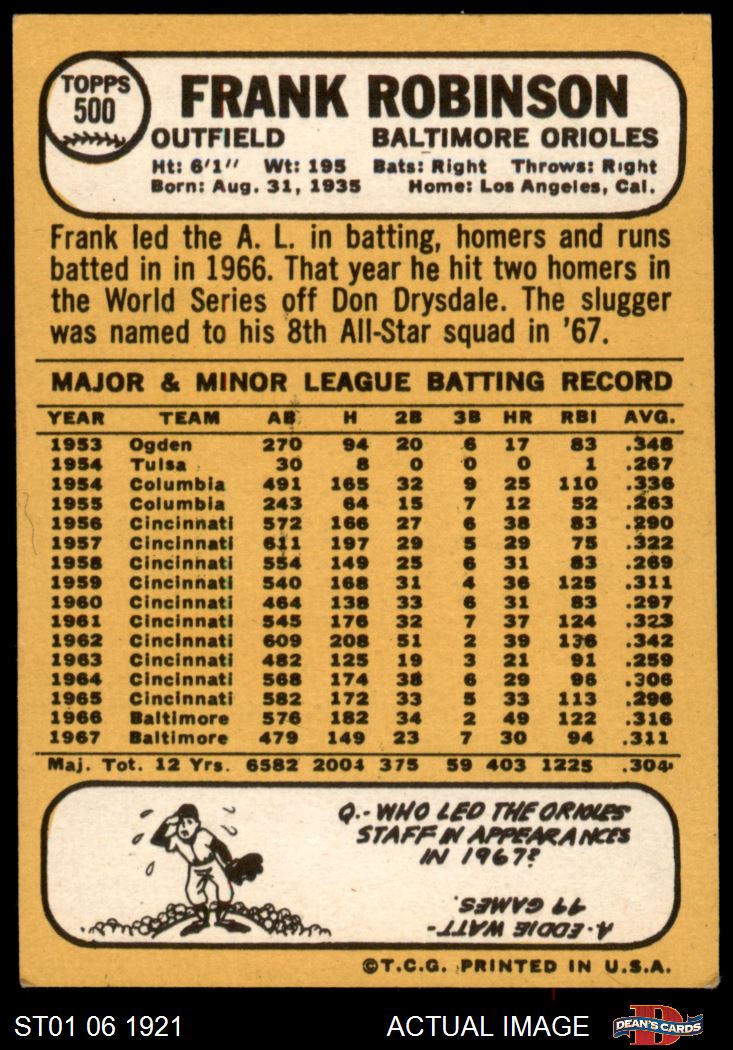 TOPPS
500
FRANK ROBINSON
OUTFIELD BALTIMORE ORIOLES
Ht: 6'1'' Wt: 195 Bats: Right Throws: Right
Born: Aug. 31, 1935 Home: Los Angeles, Cal.
Frank led the A. L. in batting, homers and runs
batted in in 1966. That year he hit two homers in
the World Series off Don Drysdale. The slugger
was named to his 8th All-Star squad in '67.
MAJOR & MINOR LEAGUE BATTING RECORD
YEAR TEAM AB H 2B 3B HR RBI AVG.
1953 Ogden 270 94 20 6 17 83 .348
1954 Tulsa 30 8 0 0 0 1 .267
1954 Columbia 491 165 32 9 25 110 .336
1955 Columbia 243 64 15 7 12 52 .263
1956 Cincinnati 572 166 27 6 38 83 .290
1957 Cincinnati 611 197 29 5 29 75 .322
1958 Cincinnati 554 149 25 6 31 83 .269
1959 Cincinnati 540 168 31 4 36 125 .311
1960 Cincinnati 464 138 33 6 31 83 .297
1961 Cincinnati 545 176 32 7 37 124 .323
1962 Cincinnati 609 208 51 2 39 136 .342
1963 Cincinnati 482 125 19 3 21 91 .259
1964 Cincinnati 568 174 38 6 29 96 .306
1965 Cincinnati 582 172 33 5 33 113 .296
1966 Baltimore 576 182 34 2 49 122 .316
1967 Baltimore 479 149 23 7 30 94 .311
Maj. Tot. 12 Yrs. 6582 2004 375 59 403 1225 .304
Q.- WHO LED THE ORIOLES
STAFF IN APPEARANCES
IN 1967?
A- EDDIE WATT-
49 GAMES.
©T.C.G. PRINTED IN U.S.A.
ST01 06 1921 ACTUAL IMAGE
DEAN'S CARDS